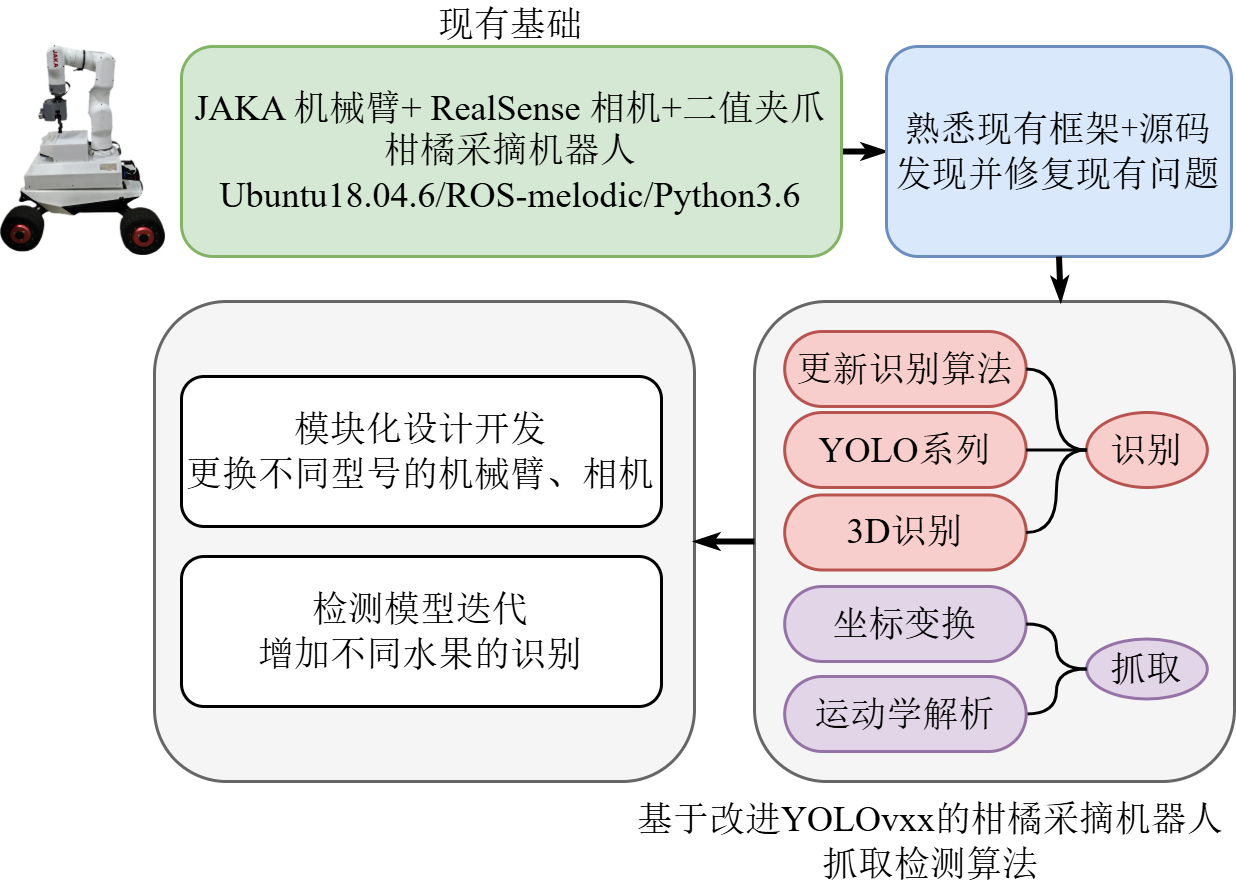 现有基础
JAKA
JAKA 机械臂+ RealSense 相机+二值夹爪
柑橘采摘机器人
Ubuntu18.04.6/ROS-melodic/Python3.6
熟悉现有框架+源码
发现并修复现有问题
更新识别算法
YOLO系列
3D识别
识别
坐标变换
运动学解析
抓取
基于改进YOLOvxx的柑橘采摘机器人
抓取检测算法
模块化设计开发
更换不同型号的机械臂、相机
检测模型迭代
增加不同水果的识别